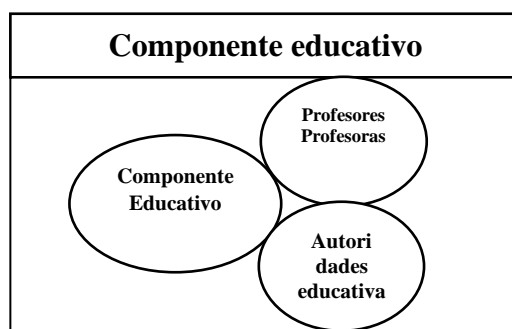 Componente educativo
Profesores
Profesoras
Componente
Educativo
Autori
dades
educativa